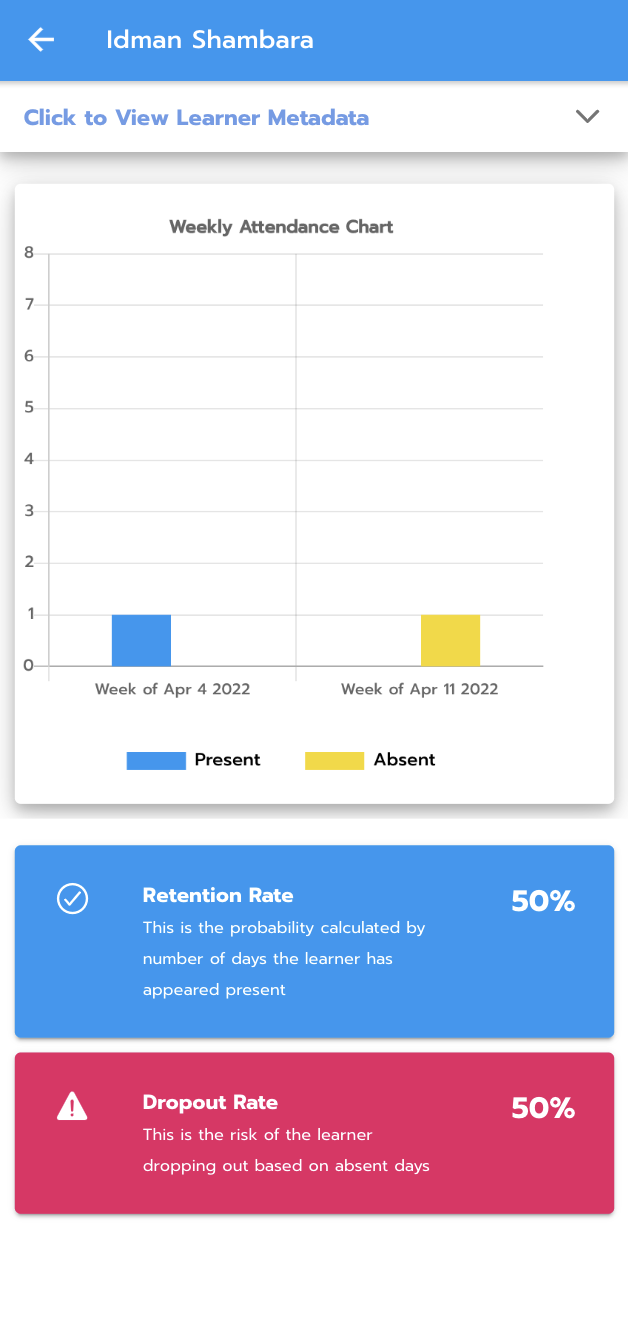 Idman Shambara
Click to View Learner Metadata
Weekly Attendance Chart
8
7
6
5
4
3
2
1
0
Week of Apr 4 2022
Week of Apr 11 2022
Present
Absent
Retention Rate
50%
This is the probability calculated by
number of days the learner has
appeared present
Dropout Rate
50%
This is the risk of the learner
dropping out based on absent days